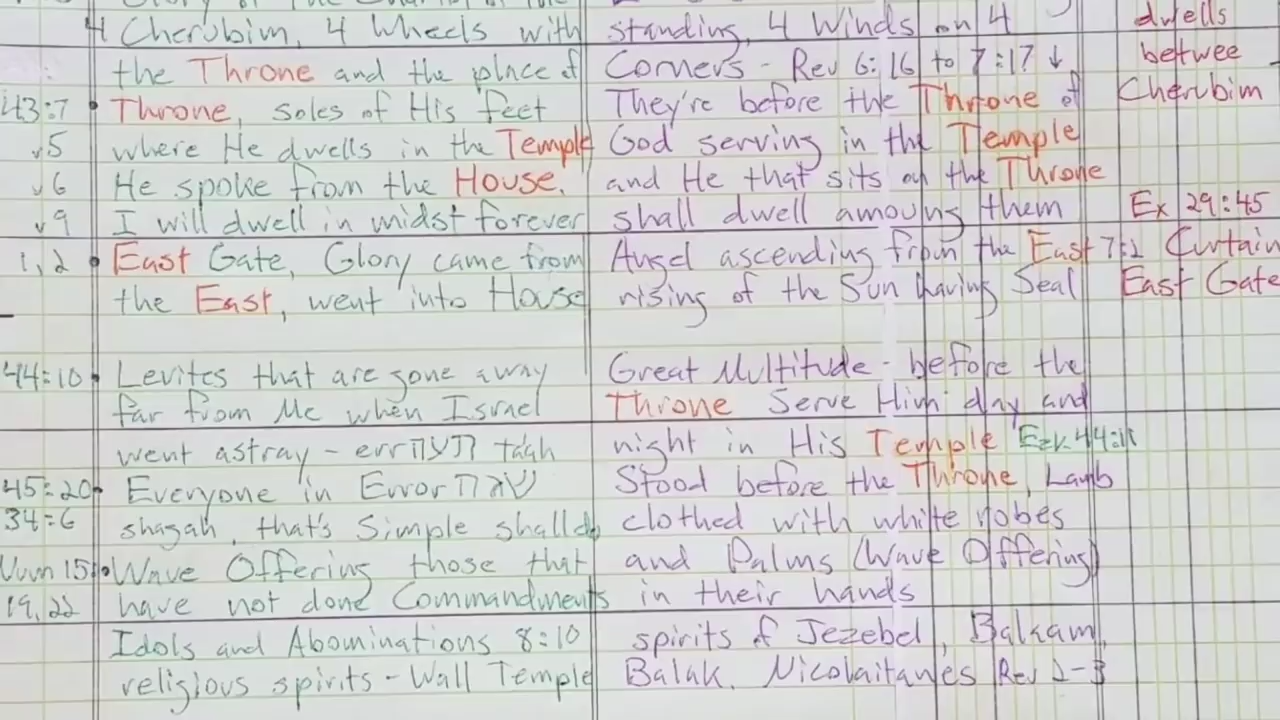 4 Cherubim, 4 Wheels with standing, 4 Winds on 4 dwells
the Throne and the place of Corners - Rev 6:16 to 7:17 ↓ betwee
43:7 • Throne, soles of His feet They're before the Throne of Cherubim
v5 where He dwells in the Temple God serving in the Temple
v6 He spoke from the House. and He that sits on the Throne
v9 I will dwell in midst forever shall dwell amoung them Ex 29:45
1,2 • East Gate, Glory came from Angel ascending from the East 7:2 Curtain
the East, went into House rising of the Sun having Seal East Gate
44:10 • Levites that are gone away Great Multitude - before the
far from Me when Israel Throne Serve Him day and
went astray - err תעה taah night in His Temple Ezk 44:11
45:20 • Everyone in Error שגה Stood before the Throne, Lamb
34:6 shagah, that's Simple shall do clothed with white robes
Num 15: • Wave Offering those that and Palms (Wave Offering)
19,22 have not done Commandments in their hands
Idols and Abominations 8:10 spirits of Jezebel, Balaam,
religious spirits - Wall Temple Balak, Nicolaitanes Rev 2-3